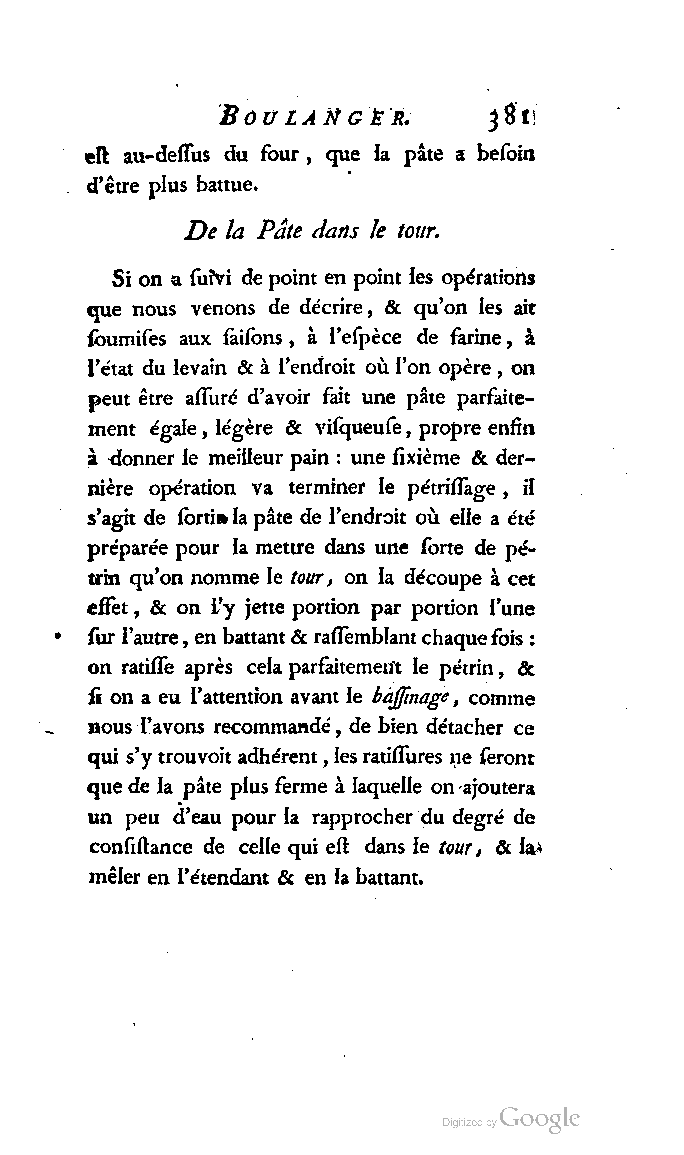 BOULANGER. 381
eſt au-deſſus du four, que la pâte a beſoin
d'être plus battue.
De la Pâte dans le tour.
Si on a ſuivi de point en point les opérations
que nous venons de décrire, & qu'on les ait
ſoumiſes aux ſaiſons, à l'eſpèce de farine, à
l'état du levain & à l'endroit où l'on opère, on
peut être aſſuré d'avoir fait une pâte parfaite-
ment égale, légère & viſqueuſe, propre enfin
à donner le meilleur pain : une ſixième & der-
nière opération va terminer le pétriſſage, il
s'agit de ſortir la pâte de l'endroit où elle a été
préparée pour la mettre dans une ſorte de pé-
trin qu'on nomme le tour, on la découpe à cet
effet, & on l'y jette portion par portion l'une
ſur l'autre, en battant & raſſemblant chaque fois :
on ratiſſe après cela parfaitement le pétrin, &
ſi on a eu l'attention avant le baſſinage, comme
nous l'avons recommandé, de bien détacher ce
qui s'y trouvoit adhérent, les ratiſſures ne ſeront
que de la pâte plus ferme à laquelle on ajoutera
un peu d'eau pour la rapprocher du degré de
conſiſtance de celle qui eſt dans le tour, & la
mêler en l'étendant & en la battant.
Digitized by Google